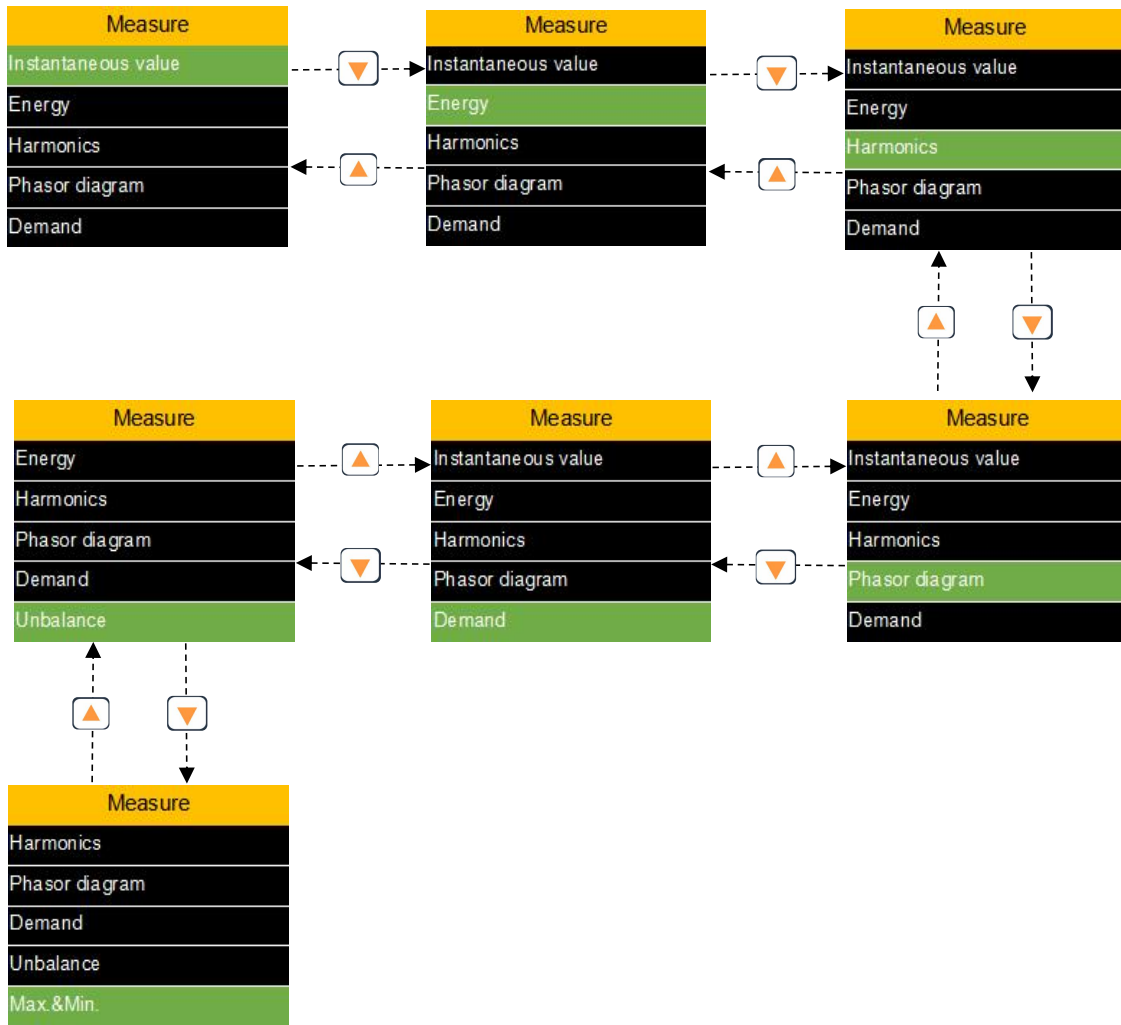 Measure
Instantaneous value
Energy
Harmonics
Phasor diagram
Demand
Measure
Instantaneous value
Energy
Harmonics
Phasor diagram
Demand
Measure
Instantaneous value
Energy
Harmonics
Phasor diagram
Demand
Measure
Energy
Harmonics
Phasor diagram
Demand
Unbalance
Measure
Instantaneous value
Energy
Harmonics
Phasor diagram
Demand
Measure
Instantaneous value
Energy
Harmonics
Phasor diagram
Demand
Measure
Harmonics
Phasor diagram
Demand
Unbalance
Max.&Min.